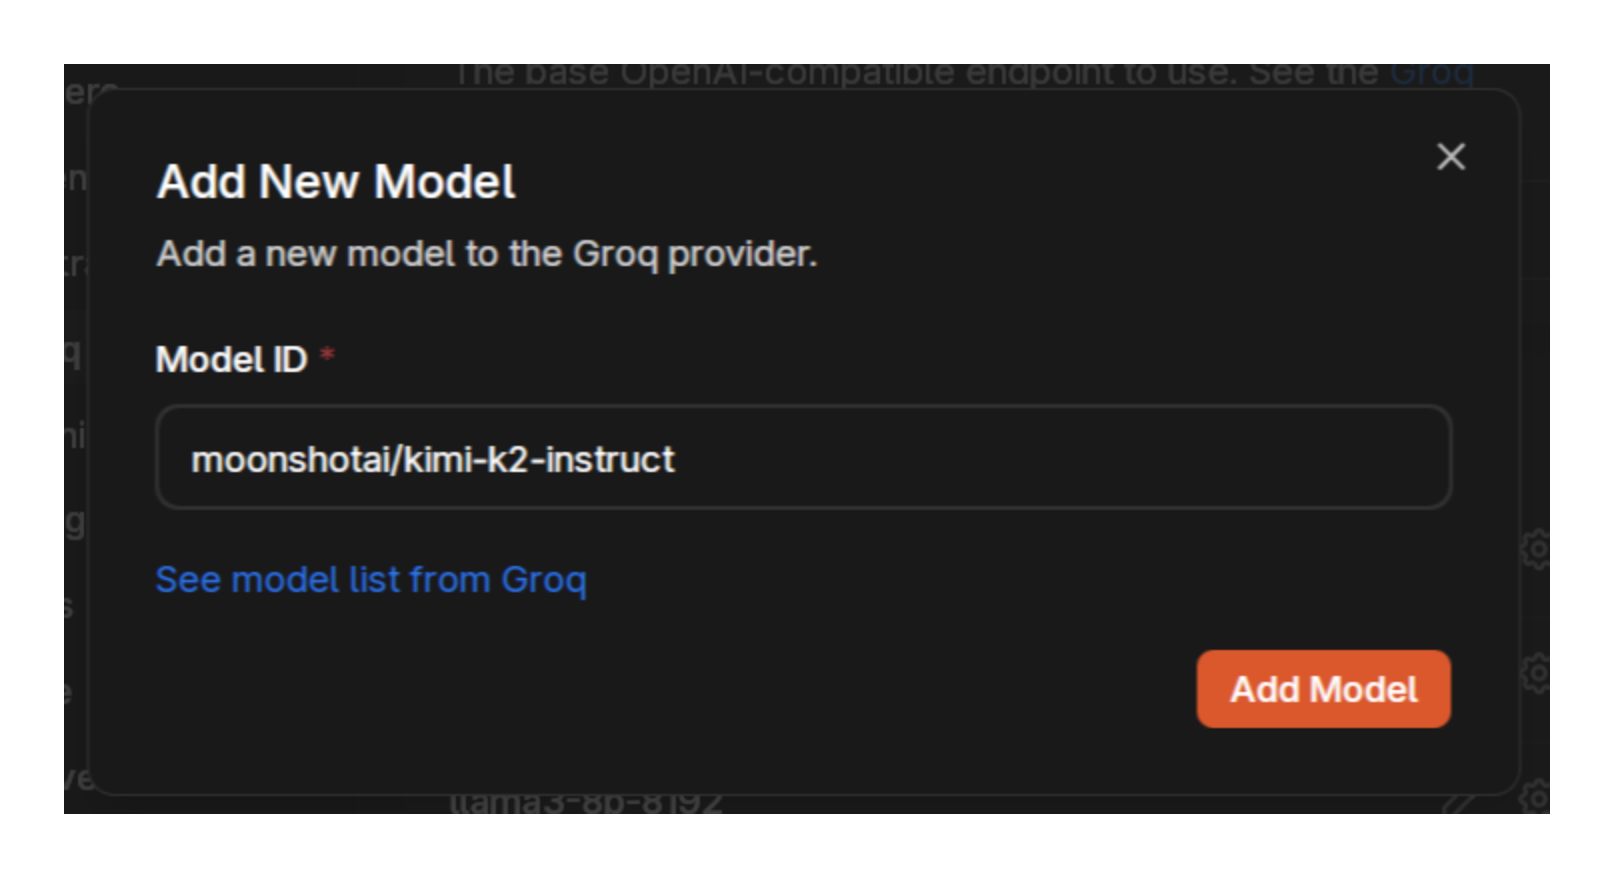 The base OpenAI-compatible endpoint to use. See the Groq
Add New Model
Add a new model to the Groq provider.
Model ID *
moonshotai/kimi-k2-instruct
See model list from Groq
Add Model
llama3-8b-8192